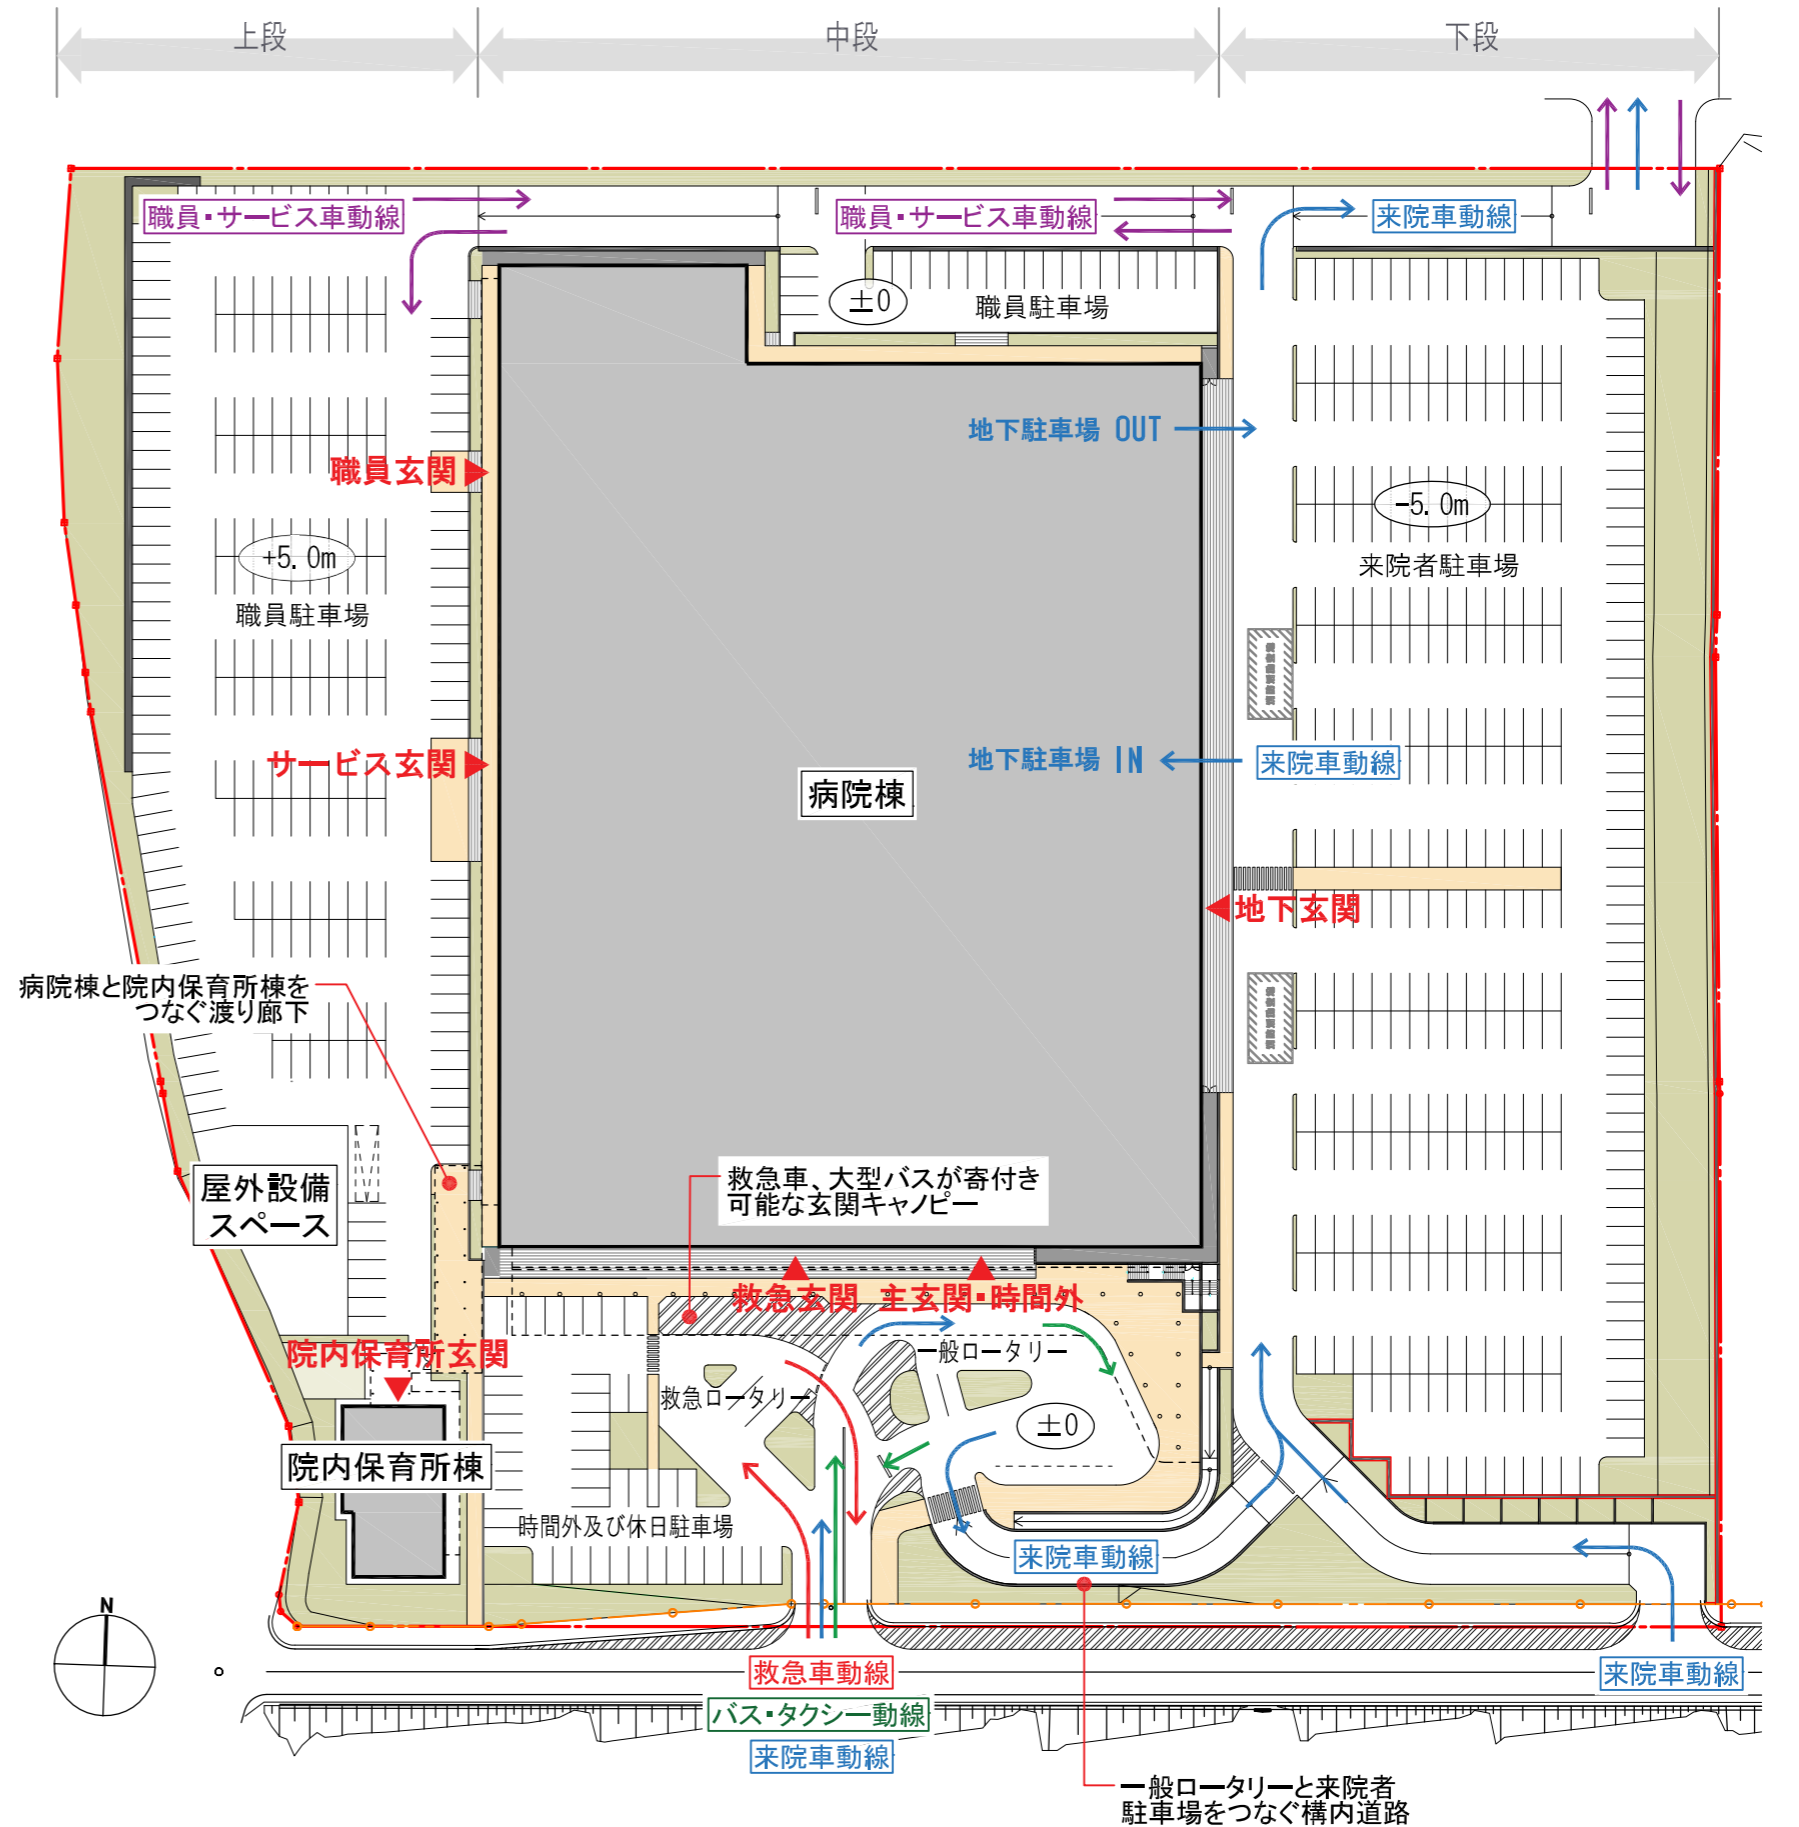 上段
中段
下段
職員・サービス車動線
職員・サービス車動線
来院車動線
±0
職員駐車場
地下駐車場 OUT
職員玄関
-5.0m
+5.0m
来院者駐車場
職員駐車場
サービス玄関
地下駐車場 IN
来院車動線
病院棟
地下玄関
病院棟と院内保育所棟を
つなぐ渡り廊下
屋外設備
スペース
救急車、大型バスが寄付き
可能な玄関キャノピー
救急玄関
主玄関・時間外
院内保育所玄関
一般ロータリー
救急ロータリー
±0
院内保育所棟
時間外及び休日駐車場
来院車動線
N
救急車動線
来院車動線
バス・タクシー動線
来院車動線
一般ロータリーと来院者
駐車場をつなぐ構内道路